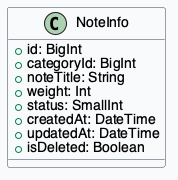 C NoteInfo
id: BigInt
categoryId: BigInt
noteTitle: String
weight: Int
status: SmallInt
createdAt: DateTime
updatedAt: DateTime
isDeleted: Boolean